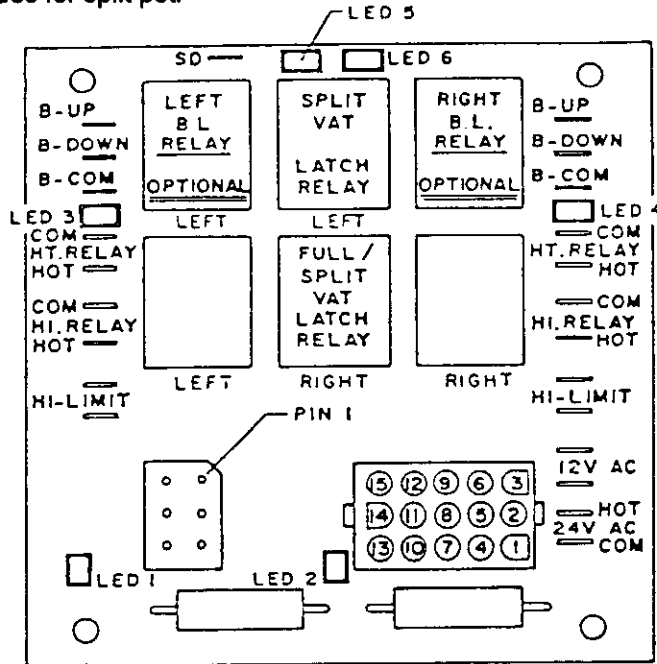 use for split pot.
LED 5
SD
LED 6
B-UP
B-DOWN
B-COM
LEFT
B.L.
RELAY
OPTIONAL
LEFT
SPLIT
VAT
LATCH
RELAY
LEFT
RIGHT
B.L.
RELAY
OPTIONAL
B-UP
B-DOWN
B-COM
LED 3
COM
HT.RELAY
HOT
COM
HI.RELAY
HOT
HI-LIMIT
LEFT
FULL/
SPLIT
VAT
LATCH
RELAY
RIGHT
RIGHT
LED 4
COM
HT.RELAY
HOT
COM
HI.RELAY
HOT
HI-LIMIT
PIN 1
12V AC
HOT
24V AC
COM
15 12 9 6 3
14 11 8 5 2
13 10 7 4 1
LED 1
LED 2